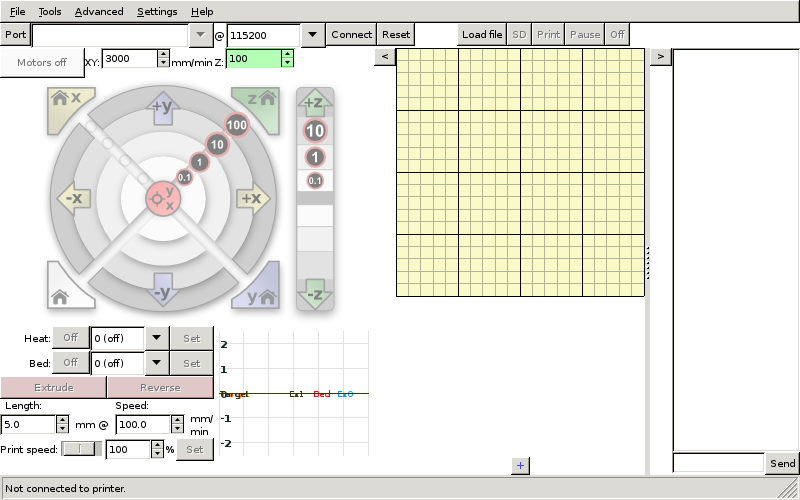 File Tools Advanced Settings Help
Port @ 115200 Connect Reset Load file SD Print Pause Off
Motors off XY: 3000 mm/min Z: 100 < >
x +y z +z
100 10
10 1
1 0.1
0.1
-x y x +x
-y y -z
Heat: Off 0 (off) Set
Bed: Off 0 (off) Set
Extrude Reverse
Length: Speed:
5.0 mm @ 100.0 mm/
min
Print speed: 100 % Set
2
1
0 Target Ex1 Bed Ex0
-1
-2
+
Send
Not connected to printer.